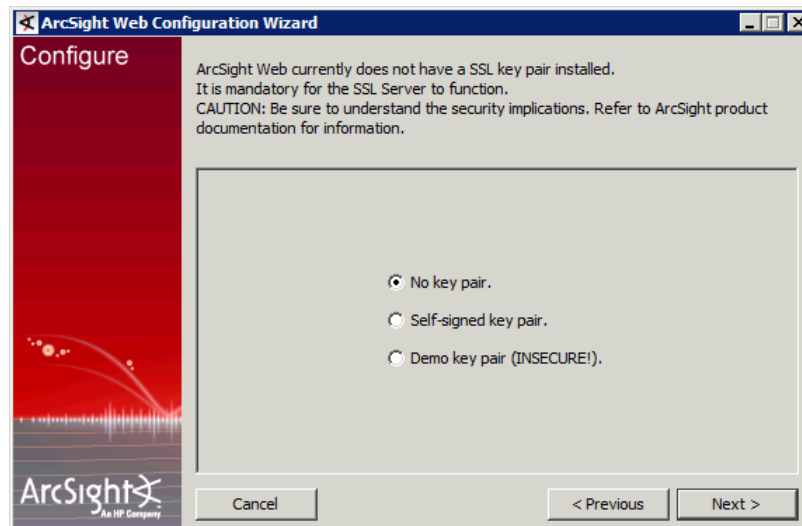 ArcSight Web Configuration Wizard
Configure
ArcSight Web currently does not have a SSL key pair installed.
It is mandatory for the SSL Server to function.
CAUTION: Be sure to understand the security implications. Refer to ArcSight product
documentation for information.
No key pair.
Self-signed key pair.
Demo key pair (INSECURE!).
ArcSight
An HP Company
Cancel
< Previous
Next >